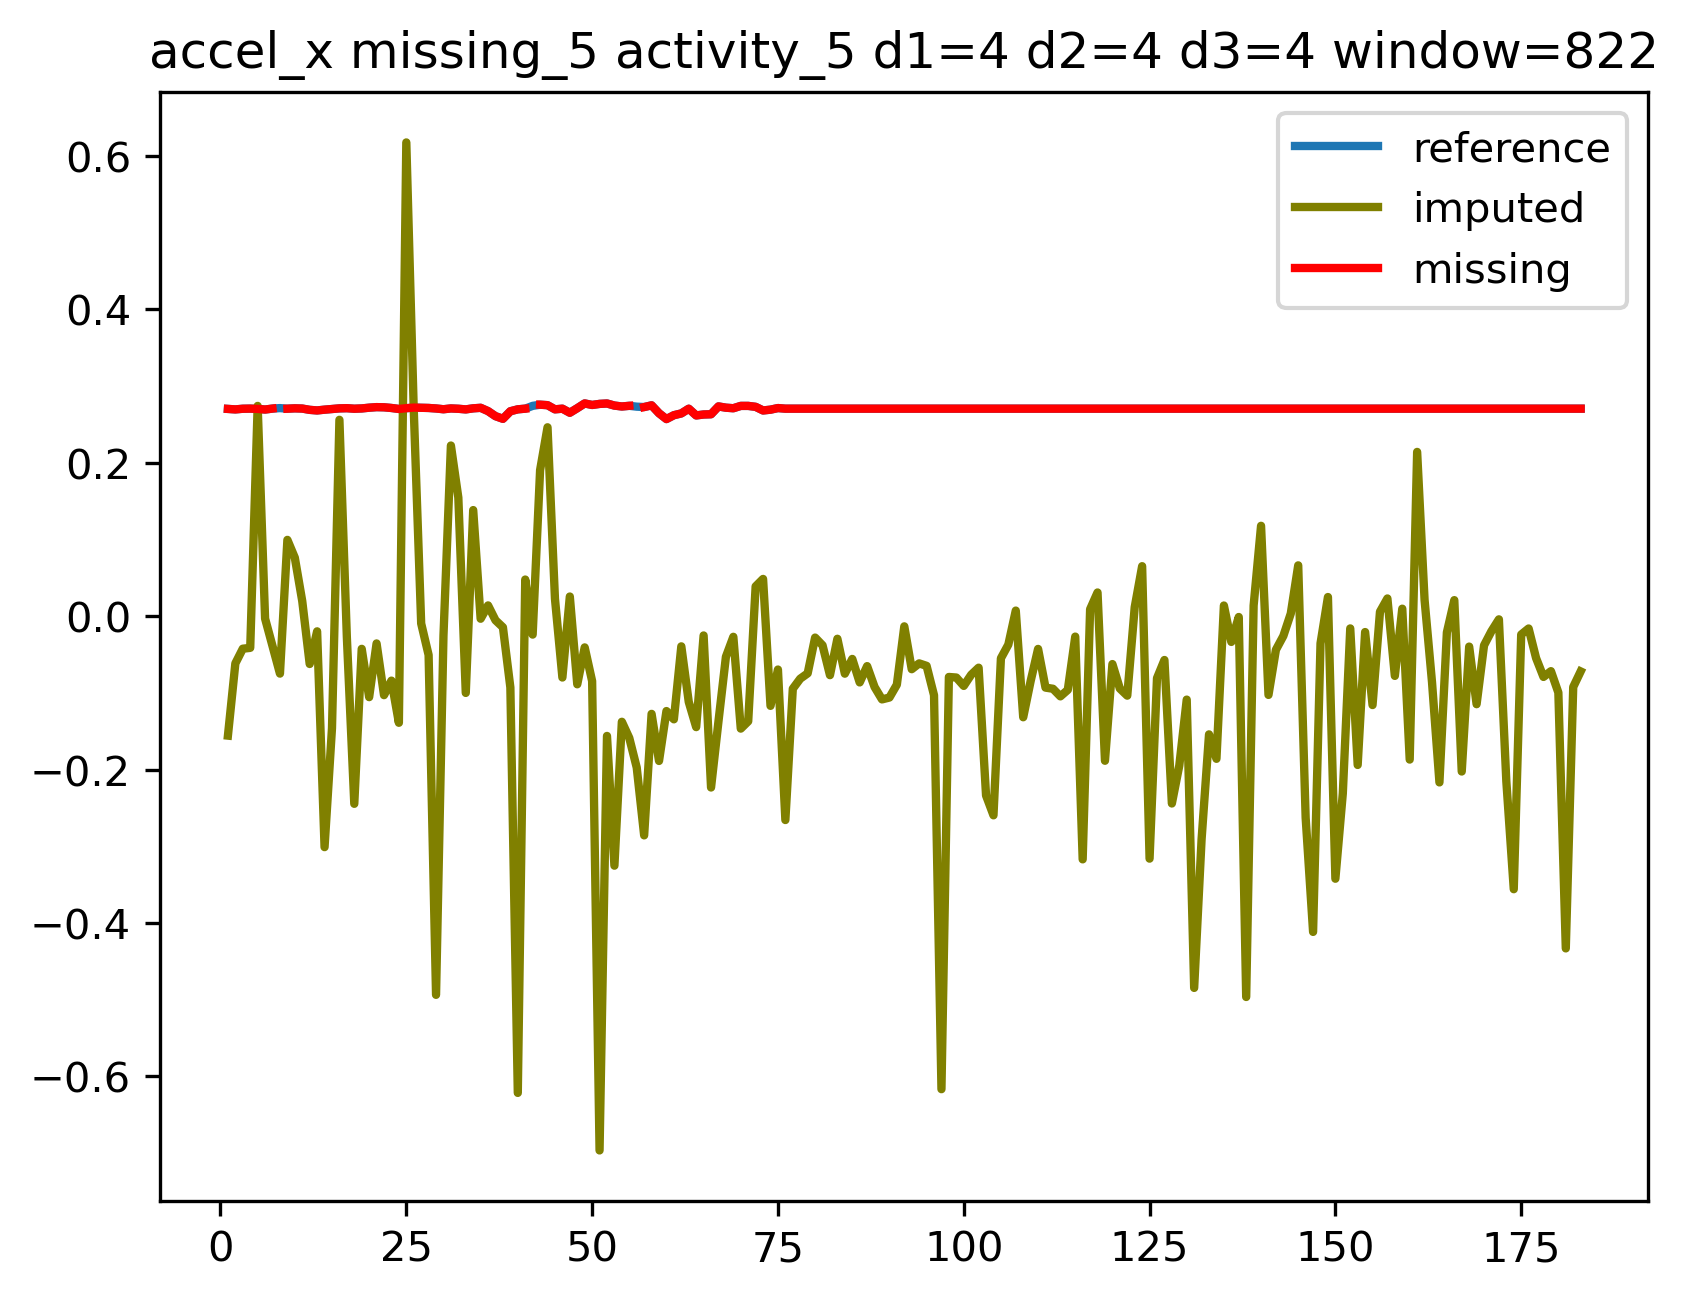 accel_x missing_5 activity_5 d1=4 d2=4 d3=4 window=822
reference
imputed
missing
0.6
0.4
0.2
0.0
−0.2
−0.4
−0.6
0 25 50 75 100 125 150 175